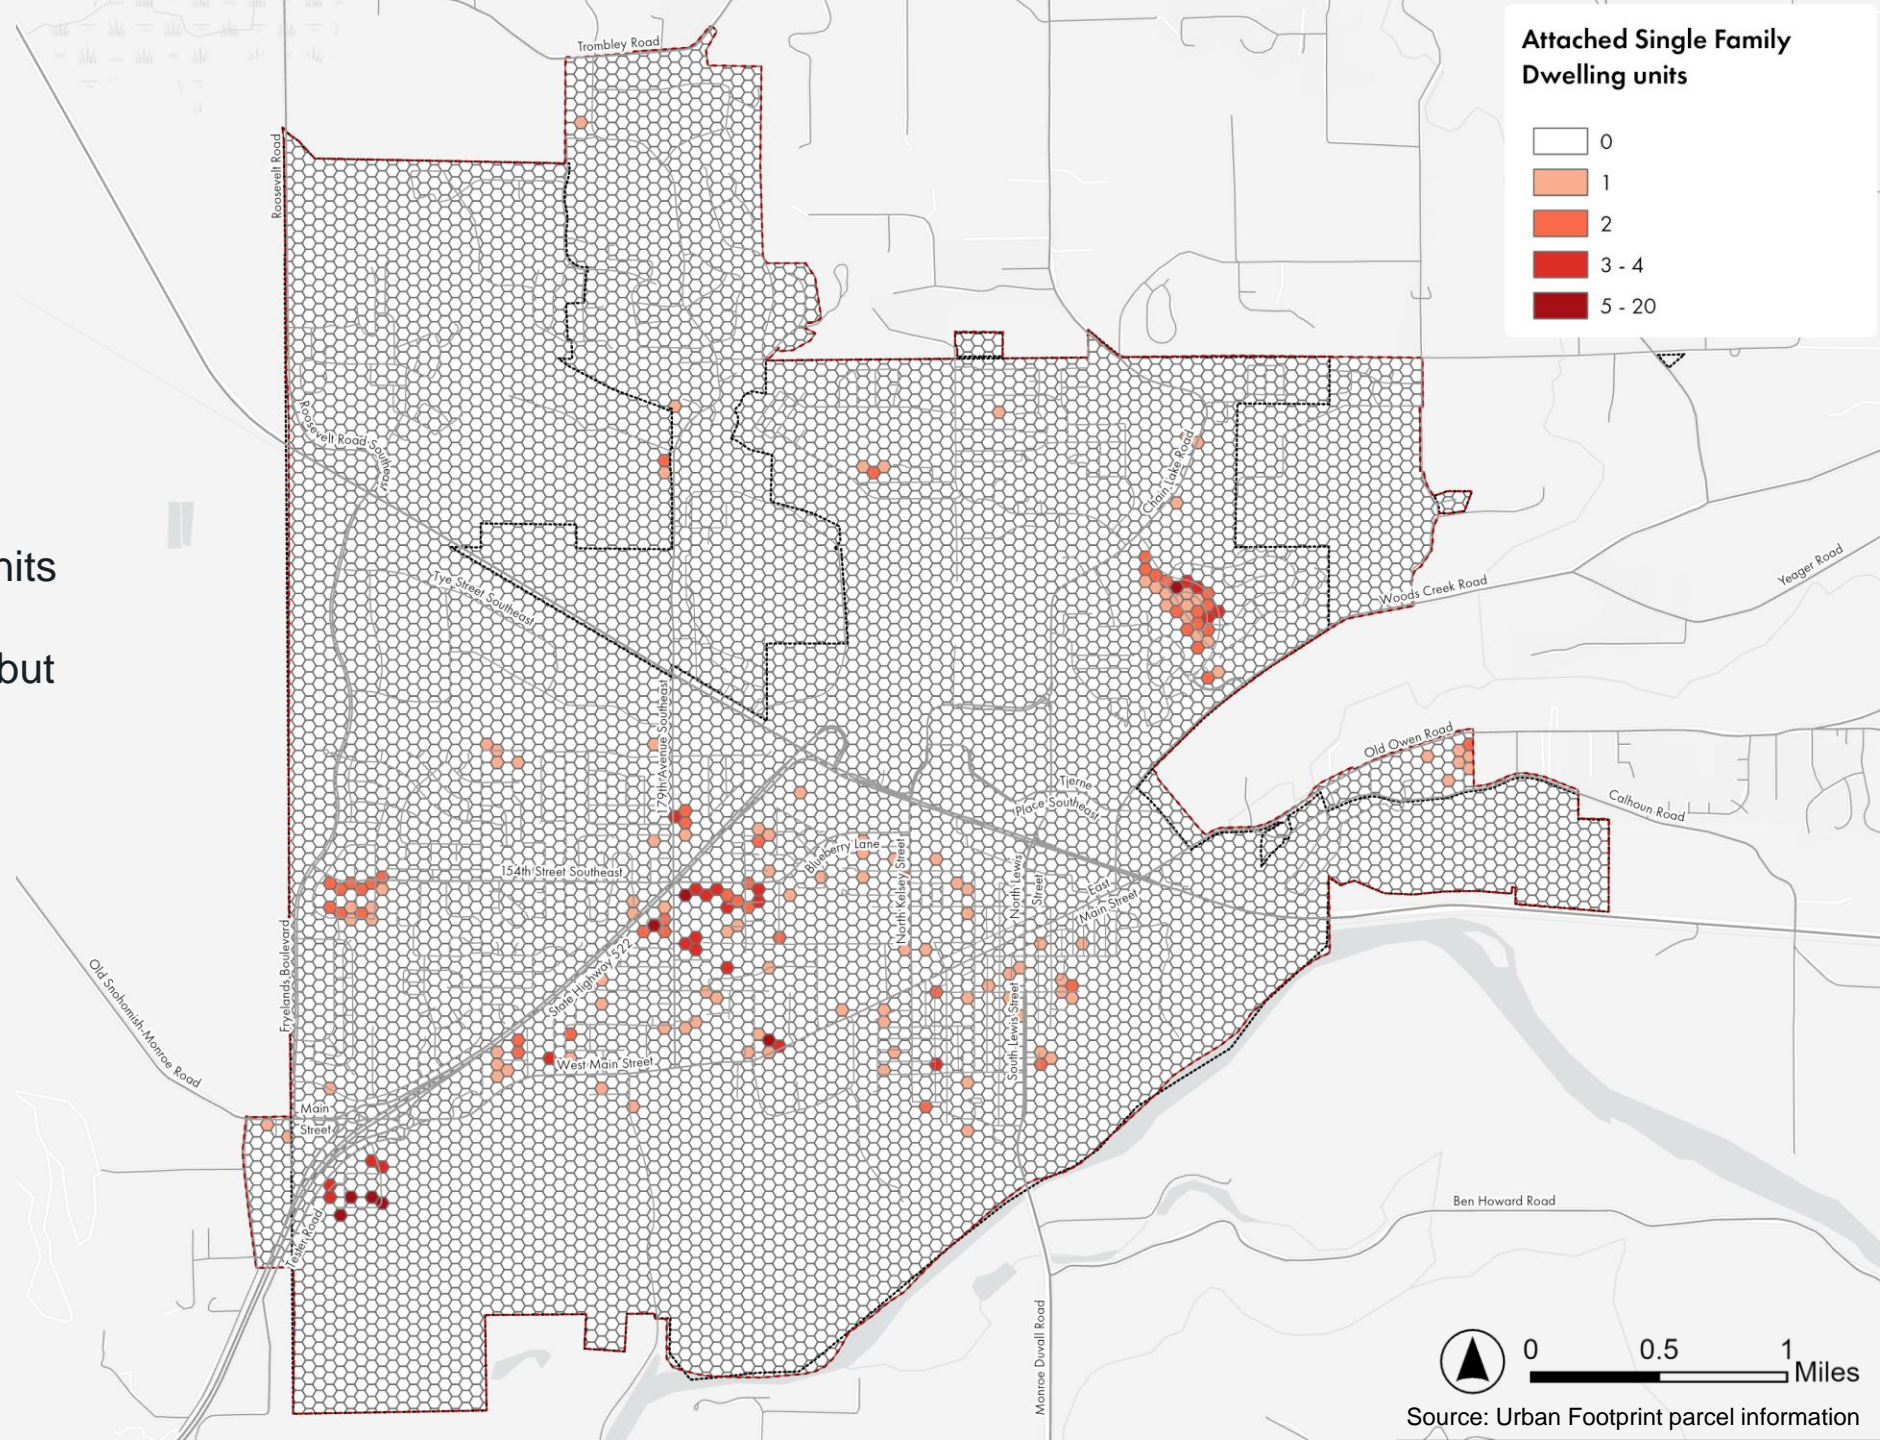 Attached Single Family
Dwelling units
0
1
2
3 - 4
5 - 20
Trombley Road
Roosevelt Road
Roosevelt Road Southeast
Chain Lake Road
nits
but
Tye Street Southeast
Woods Creek Road
Yeager Road
179th Avenue Southeast
Old Owen Road
Calhoun Road
Tjerne
Place Southeast
Blueberry Lane
154th Street Southeast
North Kelsey Street
North Lewis
Street
East
Main Street
Fryelands Boulevard
State Highway 522
Old Snohomish-Monroe Road
South Lewis Street
West Main Street
Main
Street
Tester Road
Ben Howard Road
Monroe Duvall Road
0 0.5 1
Miles
Source: Urban Footprint parcel information